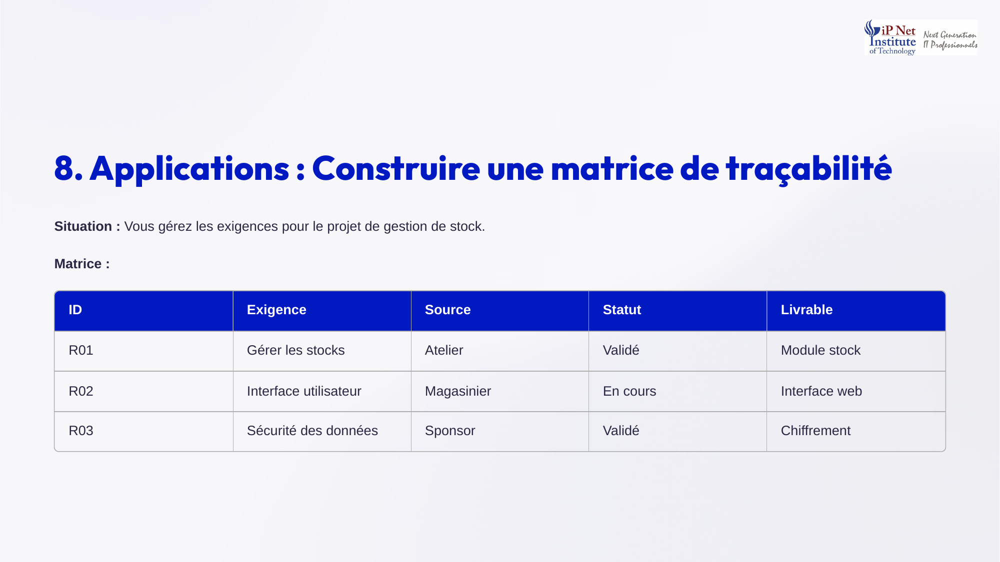 iP Net
Institute
of Technology
Next Generation
IT Professionnels
8. Applications : Construire une matrice de traçabilité
Situation : Vous gérez les exigences pour le projet de gestion de stock.
Matrice :
ID Exigence Source Statut Livrable
R01 Gérer les stocks Atelier Validé Module stock
R02 Interface utilisateur Magasinier En cours Interface web
R03 Sécurité des données Sponsor Validé Chiffrement